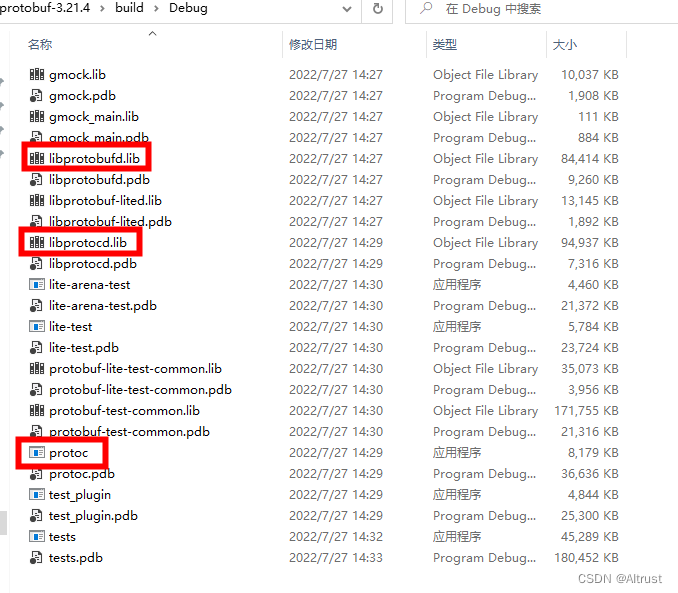 protobuf-3.21.4 > build > Debug
在 Debug 中搜索
名称 修改日期 类型 大小
gmock.lib 2022/7/27 14:27 Object File Library 10,037 KB
gmock.pdb 2022/7/27 14:27 Program Debug... 1,908 KB
gmock_main.lib 2022/7/27 14:27 Object File Library 111 KB
gmock_main.pdb 2022/7/27 14:27 Program Debug... 884 KB
libprotobufd.lib 2022/7/27 14:27 Object File Library 84,414 KB
libprotobufd.pdb 2022/7/27 14:27 Program Debug... 9,260 KB
libprotobuf-lited.lib 2022/7/27 14:27 Object File Library 13,145 KB
libprotobuf-lited.pdb 2022/7/27 14:27 Program Debug... 1,892 KB
libprotocd.lib 2022/7/27 14:29 Object File Library 94,937 KB
libprotocd.pdb 2022/7/27 14:29 Program Debug... 7,316 KB
lite-arena-test 2022/7/27 14:30 应用程序 4,460 KB
lite-arena-test.pdb 2022/7/27 14:30 Program Debug... 21,372 KB
lite-test 2022/7/27 14:30 应用程序 5,784 KB
lite-test.pdb 2022/7/27 14:30 Program Debug... 23,724 KB
protobuf-lite-test-common.lib 2022/7/27 14:30 Object File Library 35,073 KB
protobuf-lite-test-common.pdb 2022/7/27 14:30 Program Debug... 3,956 KB
protobuf-test-common.lib 2022/7/27 14:30 Object File Library 171,755 KB
protobuf-test-common.pdb 2022/7/27 14:30 Program Debug... 21,316 KB
protoc 2022/7/27 14:29 应用程序 8,179 KB
protoc.pdb 2022/7/27 14:29 Program Debug... 36,636 KB
test_plugin 2022/7/27 14:29 应用程序 4,844 KB
test_plugin.pdb 2022/7/27 14:29 Program Debug... 25,300 KB
tests 2022/7/27 14:32 应用程序 45,289 KB
tests.pdb 2022/7/27 14:33 Program Debug... 180,452 KB
CSDN @Altrust